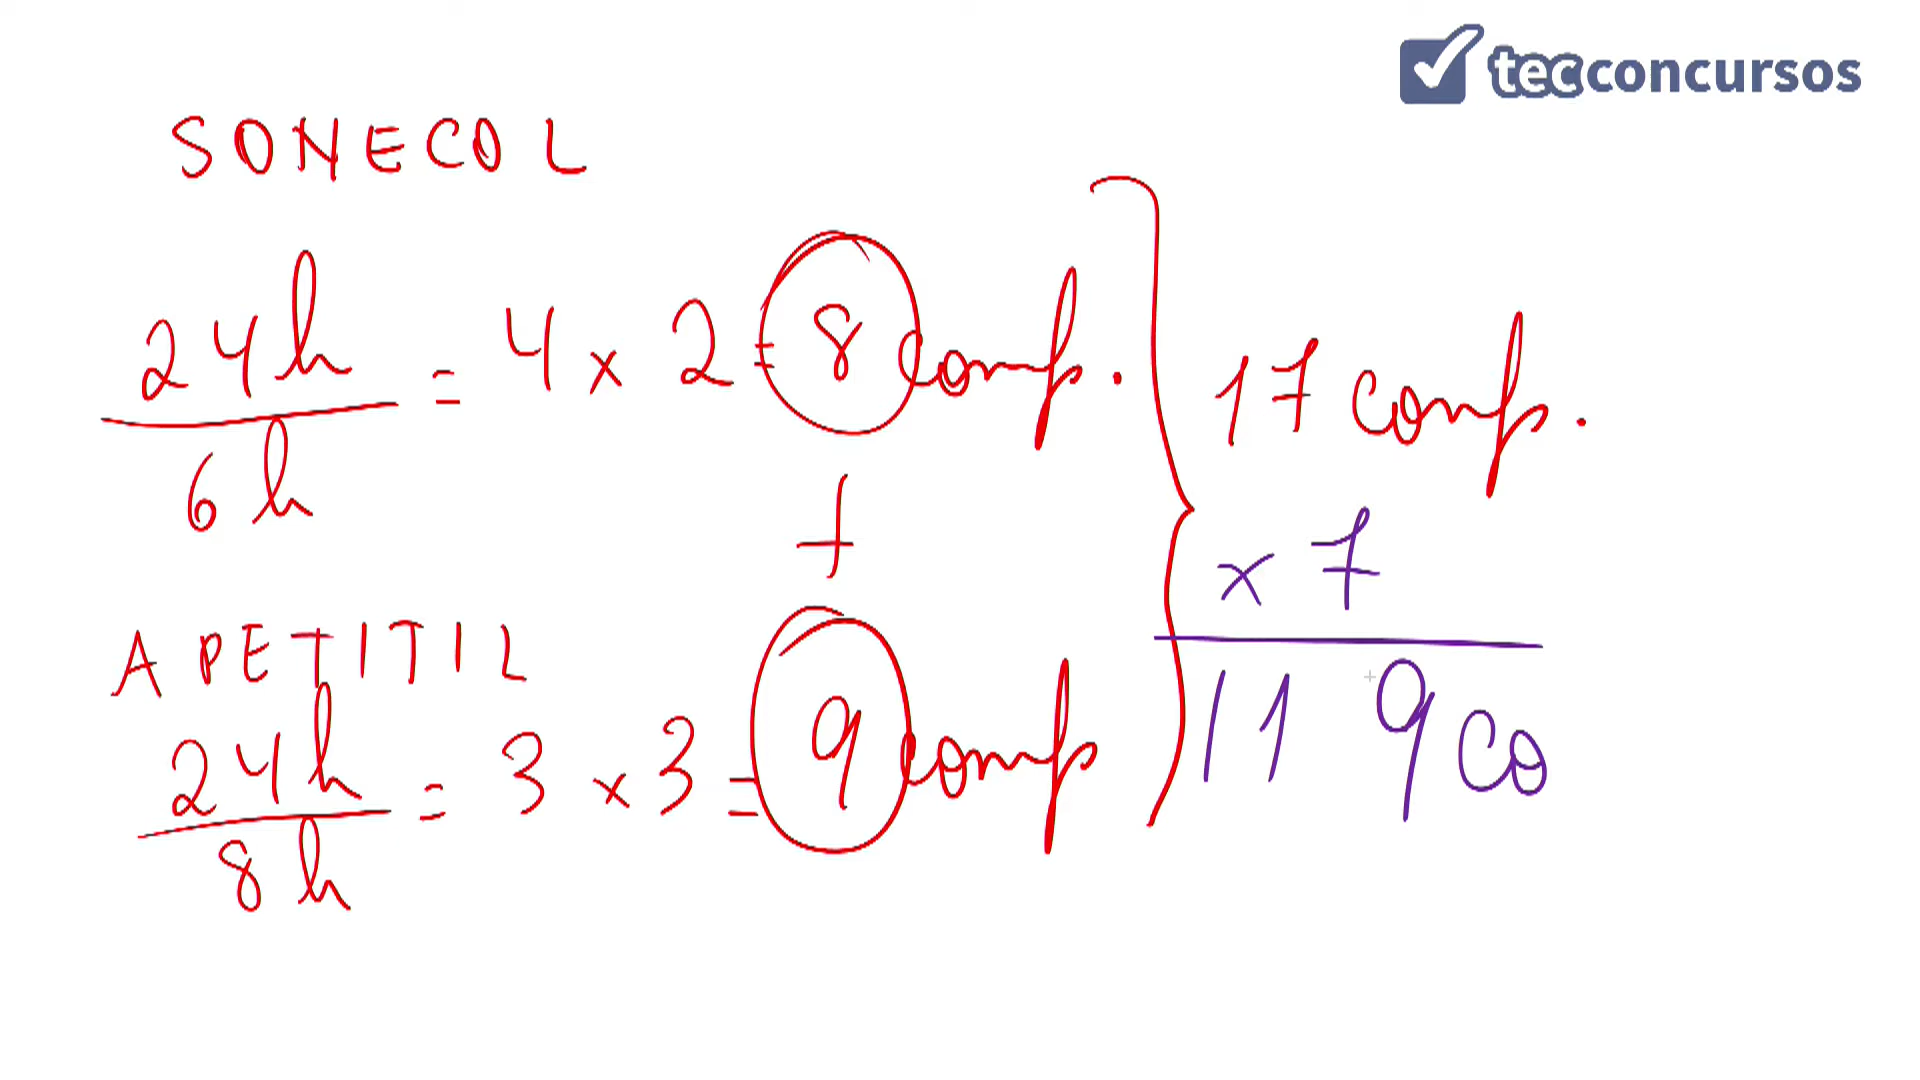 tecconcursos
SONECOL
24h
6h
= 4 x 2 = 8 comp.
+
APETITIL
24h
8h
= 3 x 3 = 9 comp
17 comp.
x 7
119 co